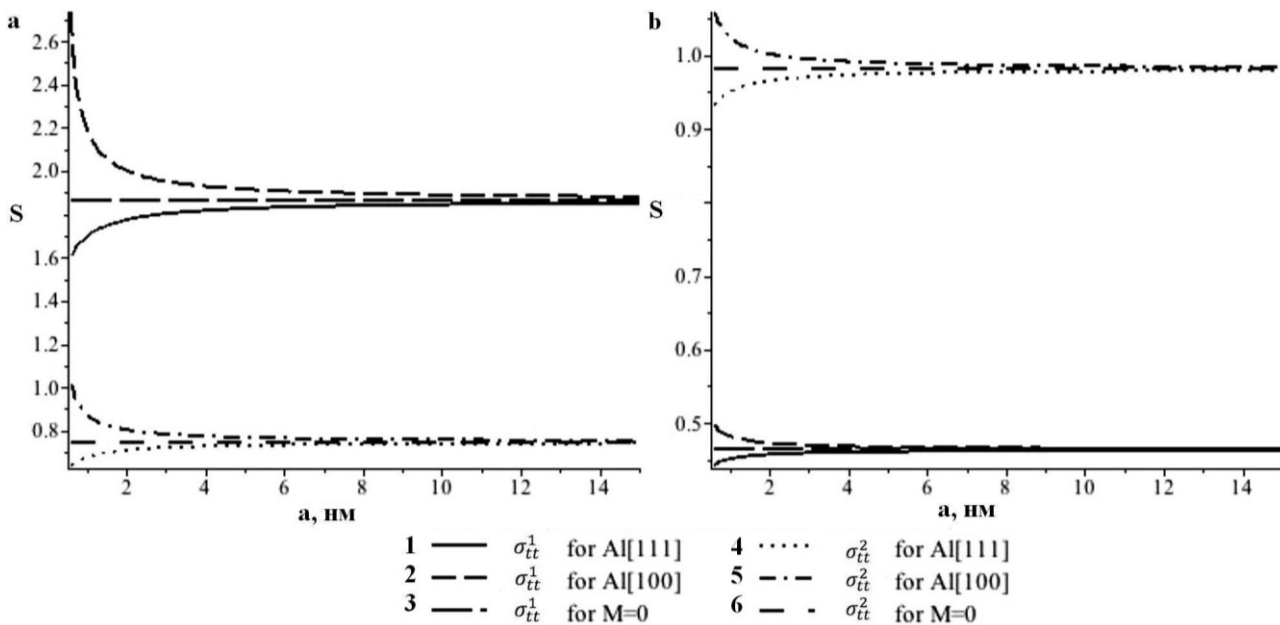 a
2.6
2.4
2.2
2.0
S
1.6
1.4
1.2
1.0
0.8
2 4 6 8 10 12 14
а, нм
b
1.0
0.9
S
0.7
0.6
0.5
2 4 6 8 10 12 14
а, нм
1 σ¹tt for Al[111]
2 σ¹tt for Al[100]
3 σ¹tt for M=0
4 σ²tt for Al[111]
5 σ²tt for Al[100]
6 σ²tt for M=0